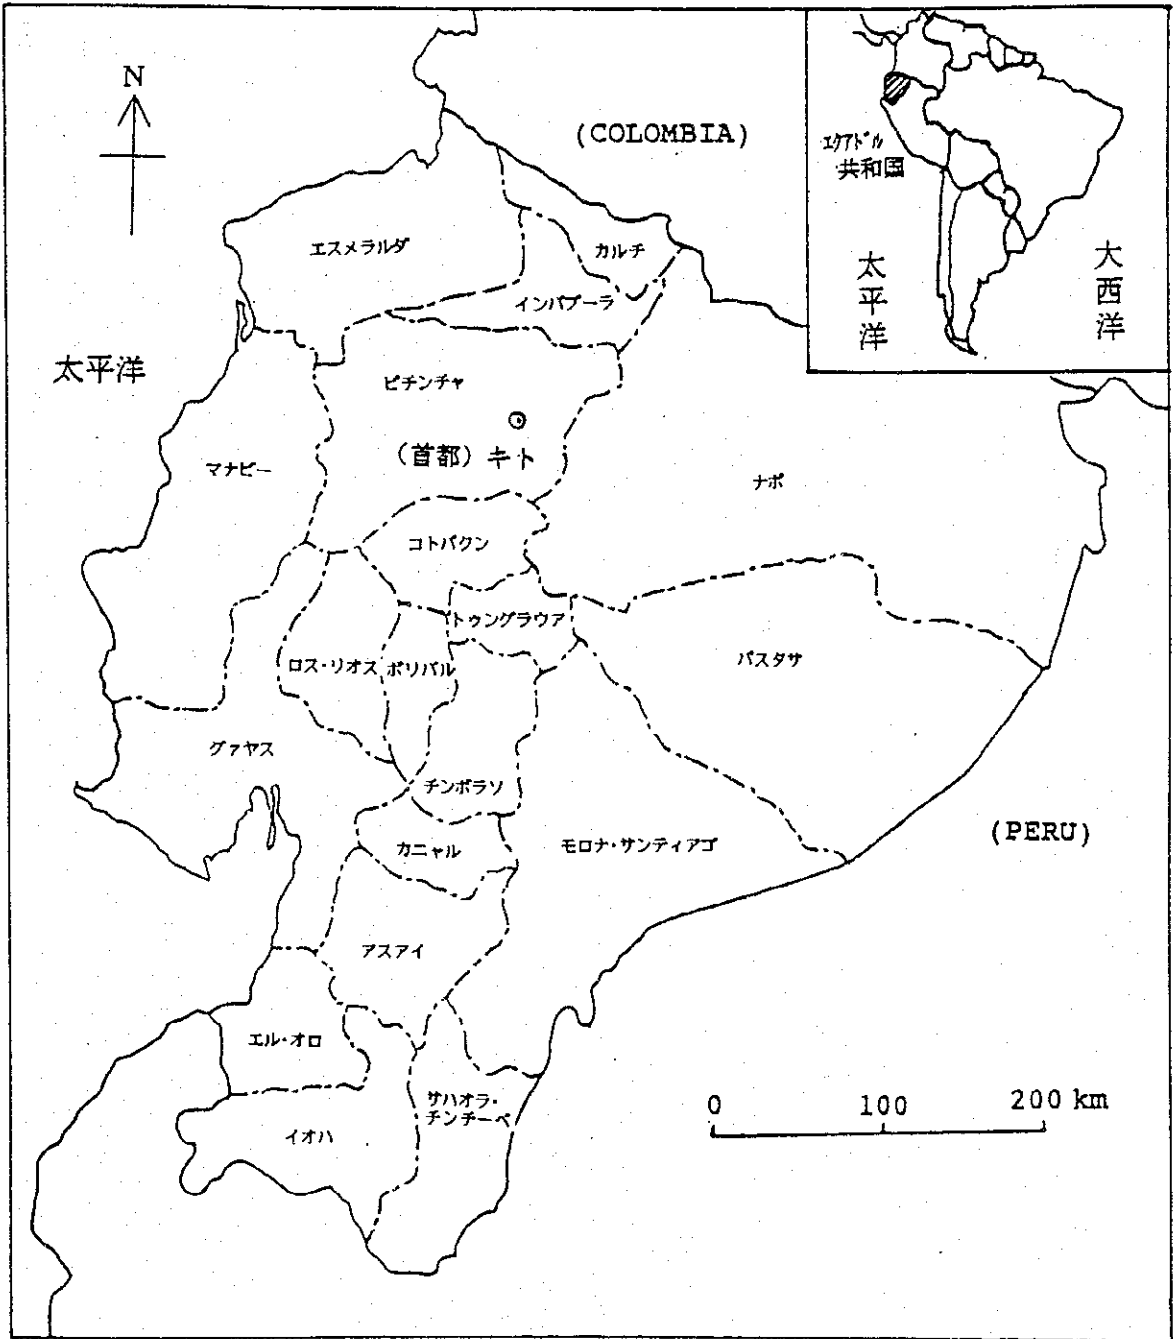 N
(COLOMBIA)
エクアドル
共和国
太平洋
大西洋
エスメラルダ
カルチ
インバブーラ
太平洋
ピチンチャ
(首都) キト
マナビー
ナポ
コトパクシ
トゥングラウア
ロス・リオス
ボリバル
パスタサ
グァヤス
チンボラソ
カニャル
モロナ・サンティアゴ
(PERU)
アスアイ
エル・オロ
サハオラ・
チンチーペ
イオハ
0 100 200 km